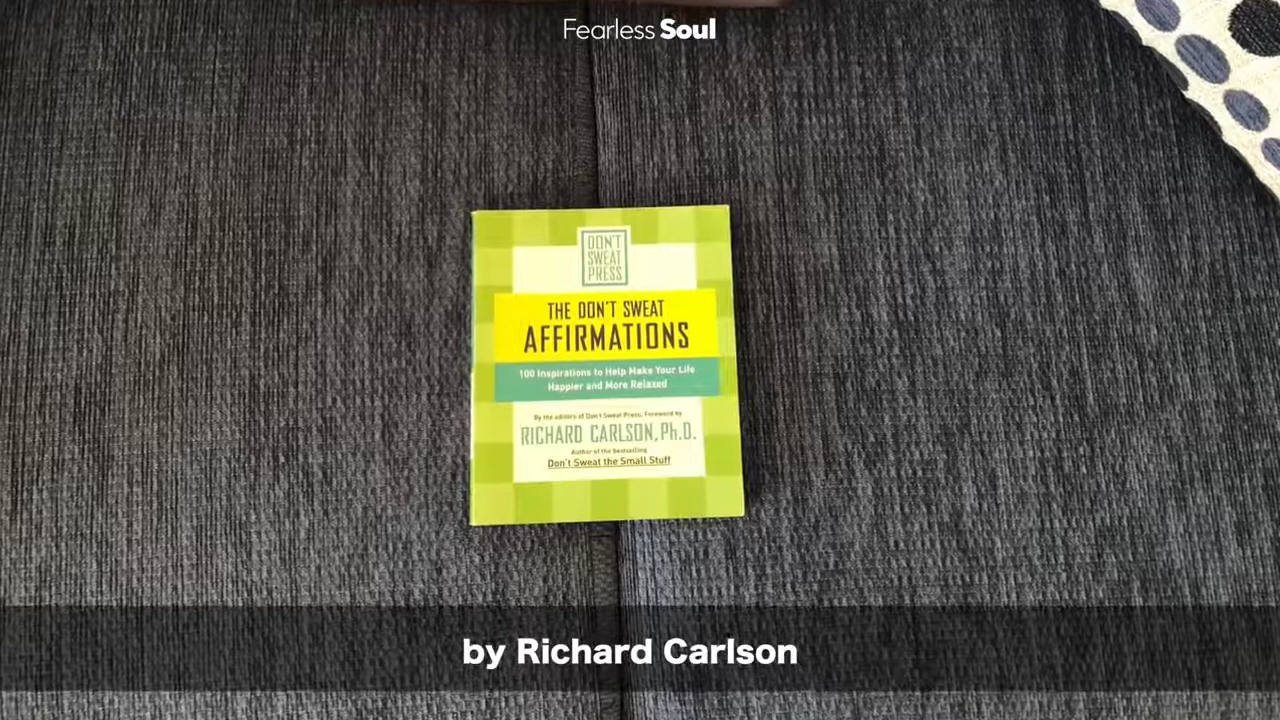 Fearless Soul
DON'T
SWEAT
PRESS
THE DON'T SWEAT
AFFIRMATIONS
100 Inspirations to Help Make Your Life
Happier and More Relaxed
By the editors of Don't Sweat Press, Foreword by
RICHARD CARLSON, Ph.D.
Author of the bestselling
Don't Sweat the Small Stuff
by Richard Carlson